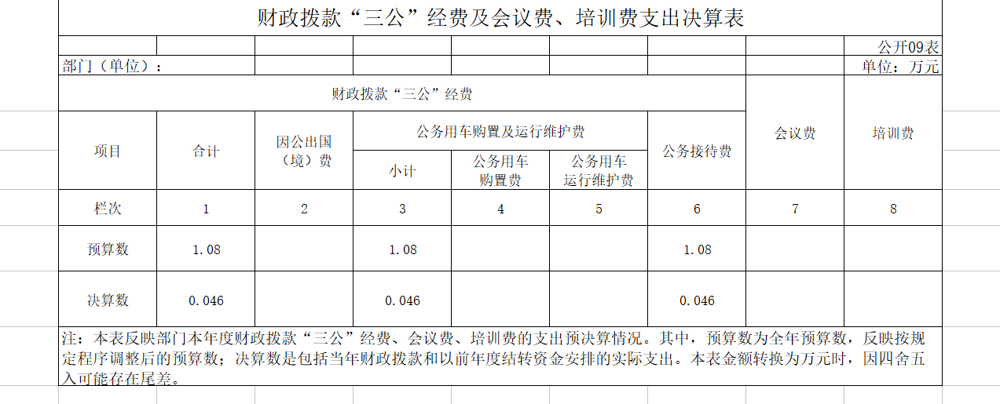 财政拨款“三公”经费及会议费、培训费支出决算表
公开09表
部门（单位）： 单位：万元
财政拨款“三公”经费
会议费
培训费
项目
合计
因公出国
（境）费
公务用车购置及运行维护费
公务接待费
小计
公务用车
购置费
公务用车
运行维护费
栏次 1 2 3 4 5 6 7 8
预算数 1.08 1.08 1.08
决算数 0.046 0.046 0.046
注：本表反映部门本年度财政拨款“三公”经费、会议费、培训费的支出预决算情况。其中，预算数为全年预算数，反映按规
定程序调整后的预算数；决算数是包括当年财政拨款和以前年度结转资金安排的实际支出。本表金额转换为万元时，因四舍五
入可能存在尾差。